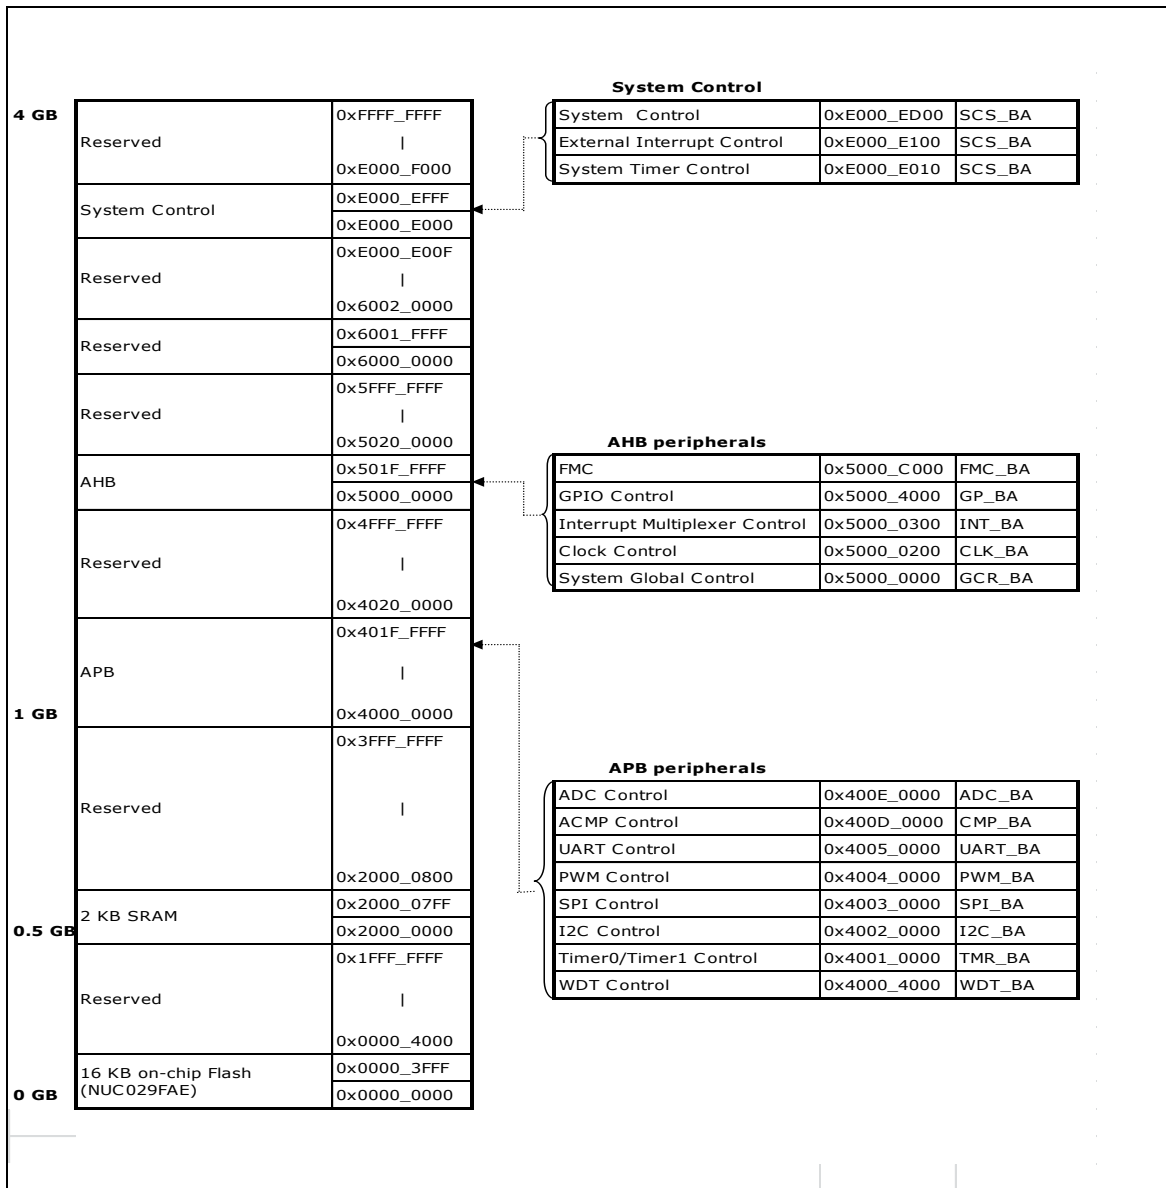 System Control
4 GB
Reserved
0xFFFF_FFFF
|
0xE000_F000
System Control
0xE000_EFFF
0xE000_E000
Reserved
0xE000_E00F
|
0x6002_0000
Reserved
0x6001_FFFF
0x6000_0000
Reserved
0x5FFF_FFFF
|
0x5020_0000
AHB
0x501F_FFFF
0x5000_0000
Reserved
0x4FFF_FFFF
|
0x4020_0000
APB
0x401F_FFFF
|
1 GB
0x4000_0000
Reserved
0x3FFF_FFFF
|
0x2000_0800
2 KB SRAM
0x2000_07FF
0.5 GB
0x2000_0000
Reserved
0x1FFF_FFFF
|
0x0000_4000
16 KB on-chip Flash
(NUC029FAE)
0x0000_3FFF
0 GB
0x0000_0000
System Control 0xE000_ED00 SCS_BA
External Interrupt Control 0xE000_E100 SCS_BA
System Timer Control 0xE000_E010 SCS_BA
AHB peripherals
FMC 0x5000_C000 FMC_BA
GPIO Control 0x5000_4000 GP_BA
Interrupt Multiplexer Control 0x5000_0300 INT_BA
Clock Control 0x5000_0200 CLK_BA
System Global Control 0x5000_0000 GCR_BA
APB peripherals
ADC Control 0x400E_0000 ADC_BA
ACMP Control 0x400D_0000 CMP_BA
UART Control 0x4005_0000 UART_BA
PWM Control 0x4004_0000 PWM_BA
SPI Control 0x4003_0000 SPI_BA
I2C Control 0x4002_0000 I2C_BA
Timer0/Timer1 Control 0x4001_0000 TMR_BA
WDT Control 0x4000_4000 WDT_BA